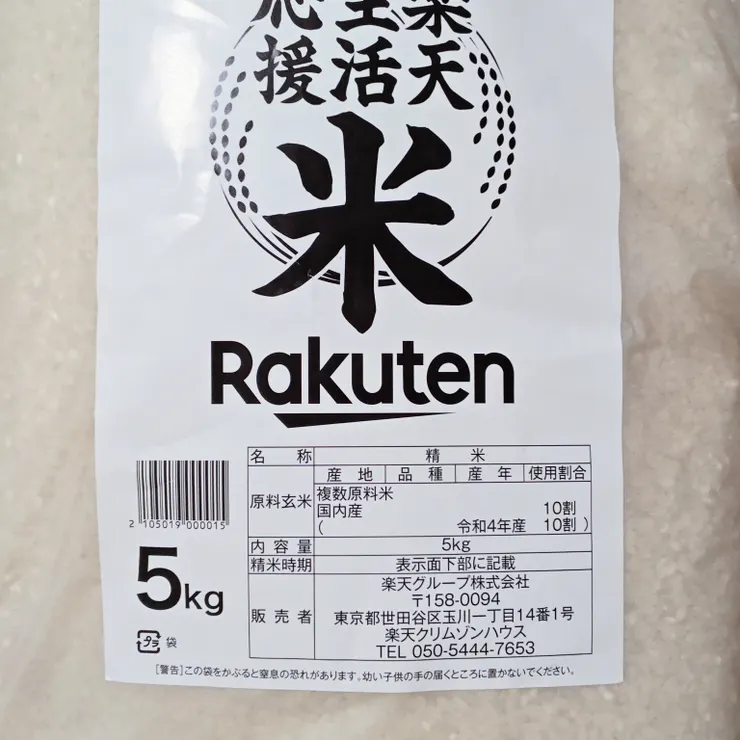 楽天
生活
応援
米
Rakuten
名 称 精 米
原料玄米 産 地 品 種 産 年 使用割合
複数原料米
国内産 10割
( 令和4年産 10割 )
内 容 量 5kg
精米時期 表示面下部に記載
販 売 者 楽天グループ株式会社
〒158-0094
東京都世田谷区玉川一丁目14番1号
楽天クリムゾンハウス
TEL 050-5444-7653
2 105019 000015
5kg
プラ 袋
[警告]この袋をかぶると窒息の恐れがあります。幼い子供の手の届くところに置かないでください。